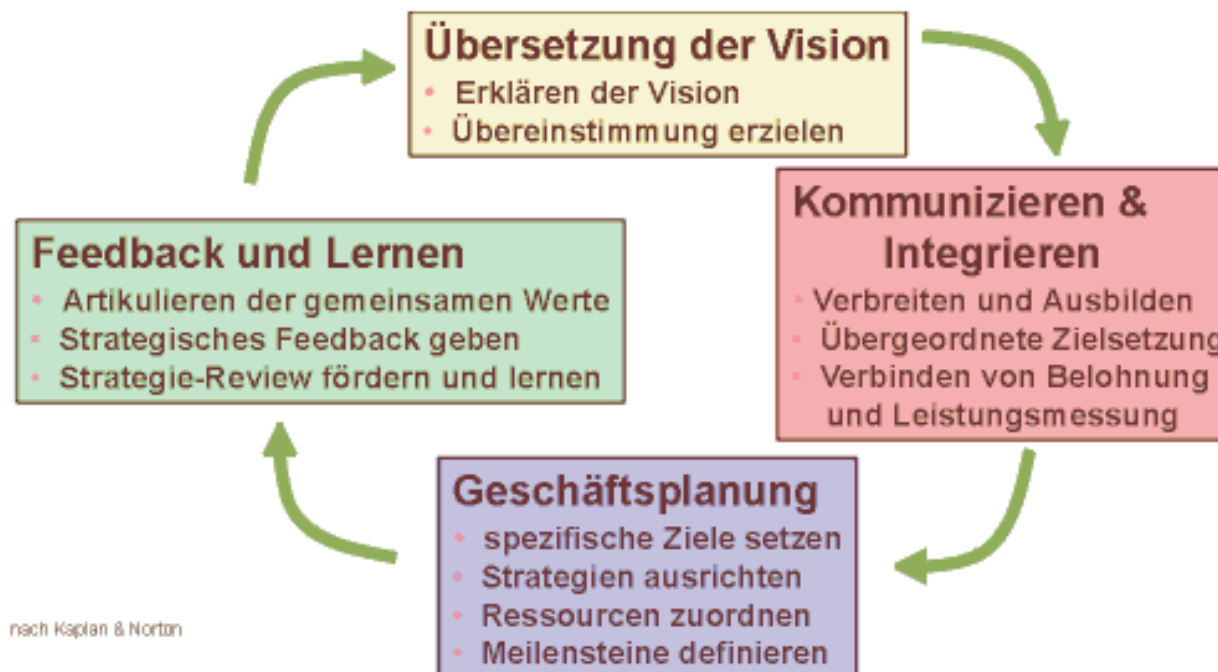 Übersetzung der Vision
• Erklären der Vision
• Übereinstimmung erzielen
Kommunizieren &
Integrieren
• Verbreiten und Ausbilden
• Übergeordnete Zielsetzung
• Verbinden von Belohnung
und Leistungsmessung
Geschäftsplanung
• spezifische Ziele setzen
• Strategien ausrichten
• Ressourcen zuordnen
• Meilensteine definieren
Feedback und Lernen
• Artikulieren der gemeinsamen Werte
• Strategisches Feedback geben
• Strategie-Review fördern und lernen
nach Kaplan & Norton